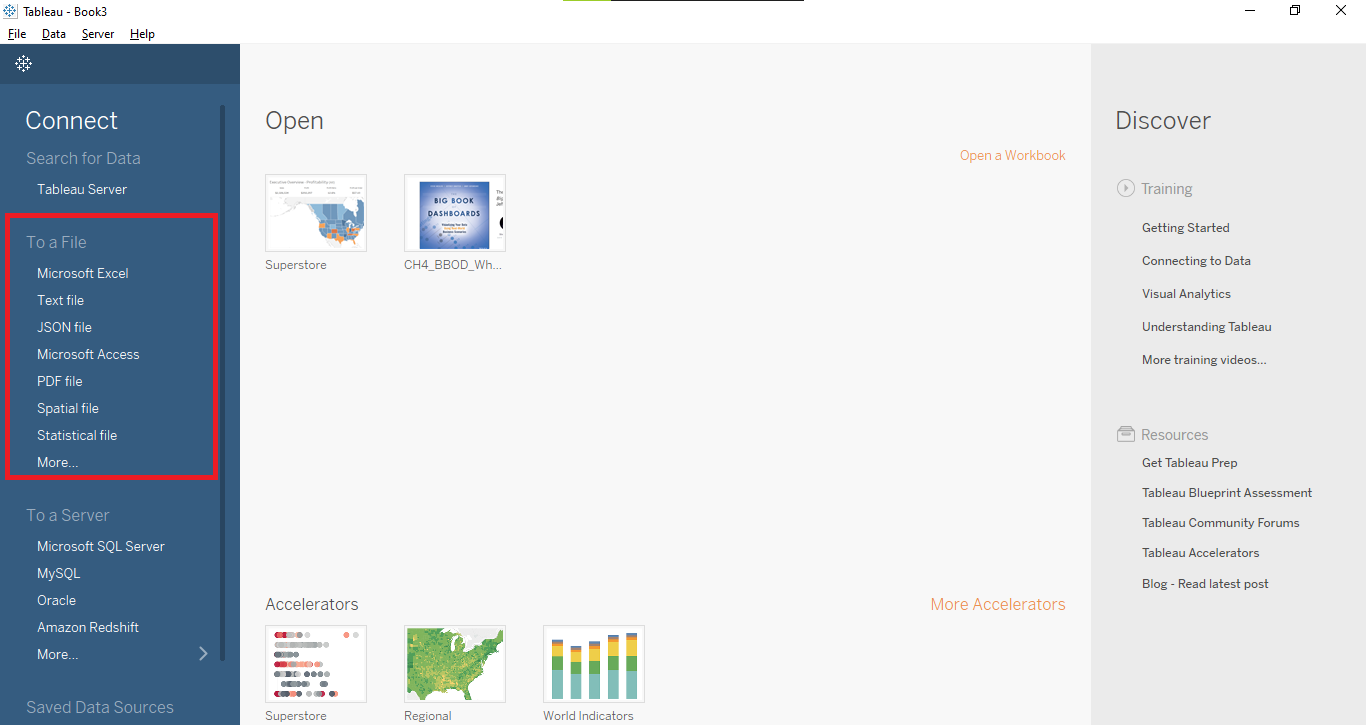 Tableau - Book3
File Data Server Help
Connect
Search for Data
Tableau Server
To a File
Microsoft Excel
Text file
JSON file
Microsoft Access
PDF file
Spatial file
Statistical file
More...
To a Server
Microsoft SQL Server
MySQL
Oracle
Amazon Redshift
More...
Saved Data Sources
Open
Open a Workbook
BIG BOOK
DASHBOARDS
Superstore
CH4_BBOD_Wh...
Accelerators
More Accelerators
Superstore
Regional
World Indicators
Discover
Training
Getting Started
Connecting to Data
Visual Analytics
Understanding Tableau
More training videos...
Resources
Get Tableau Prep
Tableau Blueprint Assessment
Tableau Community Forums
Tableau Accelerators
Blog - Read latest post